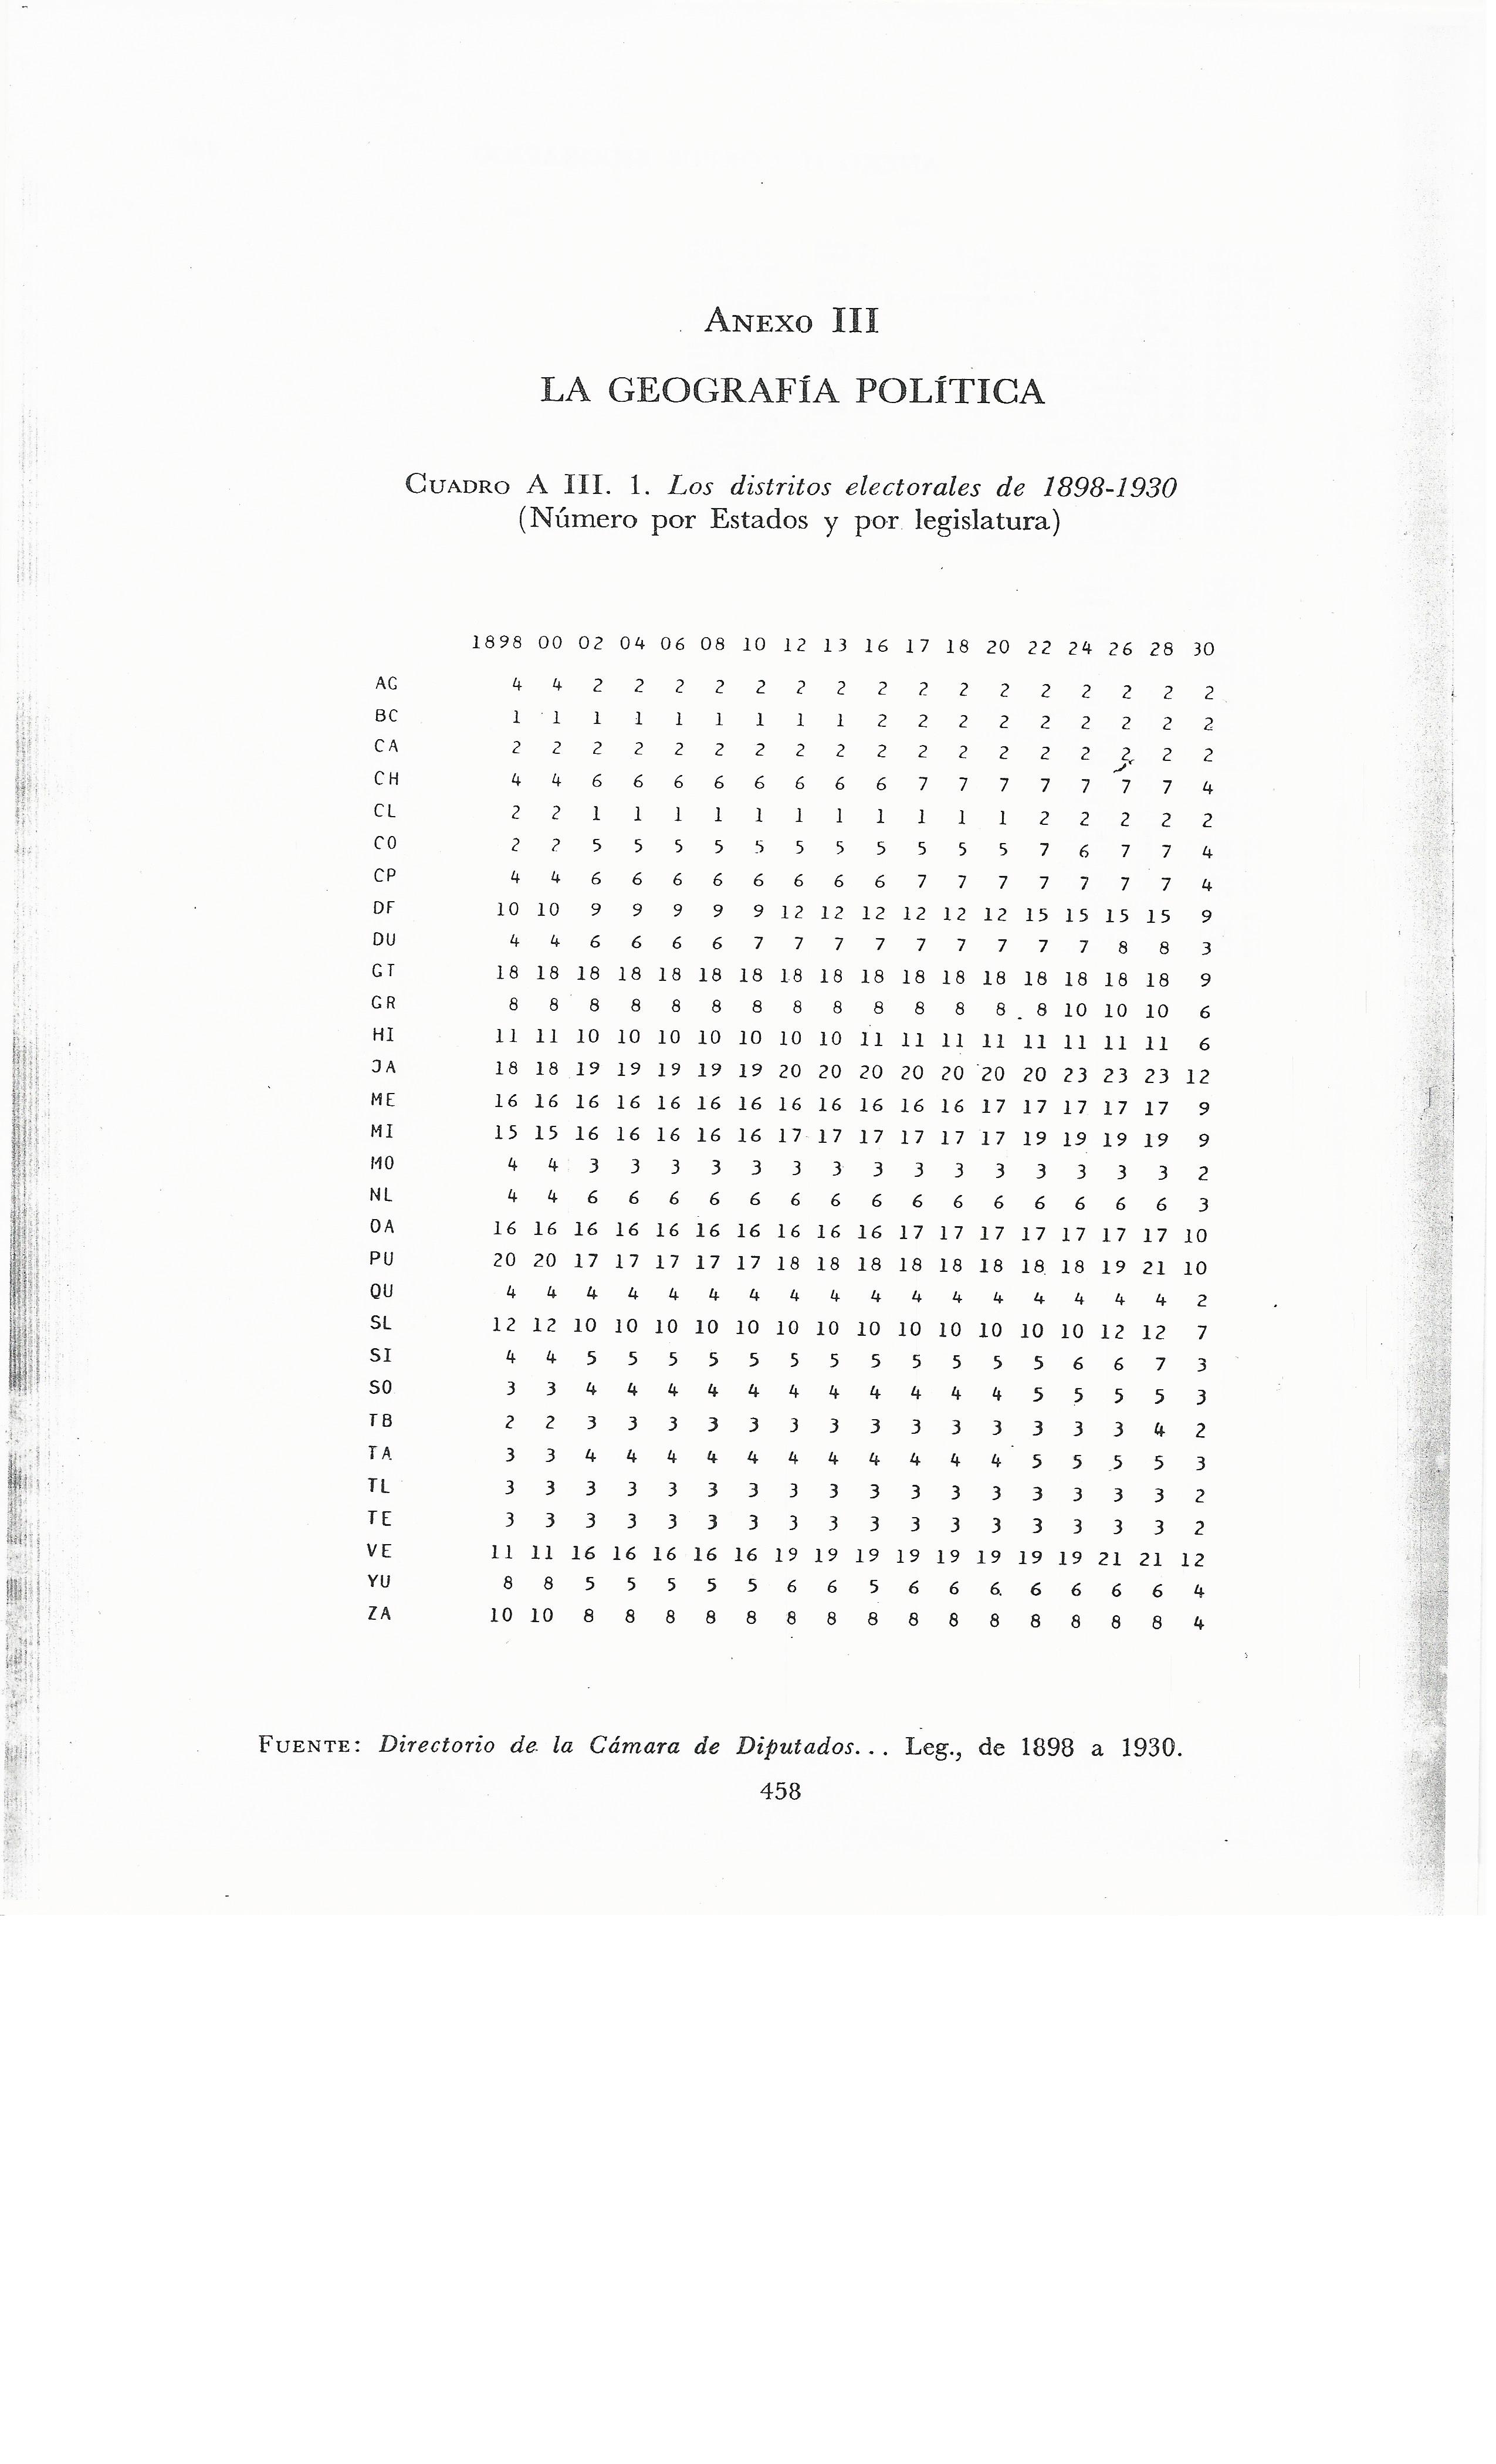 ANEXO III
LA GEOGRAFÍA POLÍTICA
CUADRO A III. 1. Los distritos electorales de 1898-1930
(Número por Estados y por legislatura)
1898 00 02 04 06 08 10 12 13 16 17 18 20 22 24 26 28 30
AG 4 4 2 2 2 2 2 2 2 2 2 2 2 2 2 2 2 2
BC 1 1 1 1 1 1 1 1 1 2 2 2 2 2 2 2 2 2
CA 2 2 2 2 2 2 2 2 2 2 2 2 2 2 2 2 2 2
CH 4 4 6 6 6 6 6 6 6 6 7 7 7 7 7 7 7 4
CL 2 2 1 1 1 1 1 1 1 1 1 1 1 2 2 2 2 2
CO 2 2 5 5 5 5 5 5 5 5 5 5 5 7 6 7 7 4
CP 4 4 6 6 6 6 6 6 6 6 7 7 7 7 7 7 7 4
DF 10 10 9 9 9 9 9 12 12 12 12 12 12 15 15 15 15 9
DU 4 4 6 6 6 6 7 7 7 7 7 7 7 7 7 8 8 3
GT 18 18 18 18 18 18 18 18 18 18 18 18 18 18 18 18 18 9
GR 8 8 8 8 8 8 8 8 8 8 8 8 8 8 10 10 10 6
HI 11 11 10 10 10 10 10 10 10 11 11 11 11 11 11 11 11 6
JA 18 18 19 19 19 19 19 20 20 20 20 20 20 20 23 23 23 12
ME 16 16 16 16 16 16 16 16 16 16 16 16 17 17 17 17 17 9
MI 15 15 16 16 16 16 16 17 17 17 17 17 17 19 19 19 19 9
MO 4 4 3 3 3 3 3 3 3 3 3 3 3 3 3 3 3 2
NL 4 4 6 6 6 6 6 6 6 6 6 6 6 6 6 6 6 3
OA 16 16 16 16 16 16 16 16 16 16 17 17 17 17 17 17 17 10
PU 20 20 17 17 17 17 17 18 18 18 18 18 18 18 18 19 21 10
QU 4 4 4 4 4 4 4 4 4 4 4 4 4 4 4 4 4 2
SL 12 12 10 10 10 10 10 10 10 10 10 10 10 10 10 12 12 7
SI 4 4 5 5 5 5 5 5 5 5 5 5 5 5 6 6 7 3
SO 3 3 4 4 4 4 4 4 4 4 4 4 4 5 5 5 5 3
TB 2 2 3 3 3 3 3 3 3 3 3 3 3 3 3 3 4 2
TA 3 3 4 4 4 4 4 4 4 4 4 4 4 5 5 5 5 3
TL 3 3 3 3 3 3 3 3 3 3 3 3 3 3 3 3 3 2
TE 3 3 3 3 3 3 3 3 3 3 3 3 3 3 3 3 3 2
VE 11 11 16 16 16 16 16 19 19 19 19 19 19 19 19 21 21 12
YU 8 8 5 5 5 5 5 6 6 5 6 6 6 6 6 6 6 4
ZA 10 10 8 8 8 8 8 8 8 8 8 8 8 8 8 8 8 4
FUENTE: Directorio de la Cámara de Diputados... Leg., de 1898 a 1930.
458